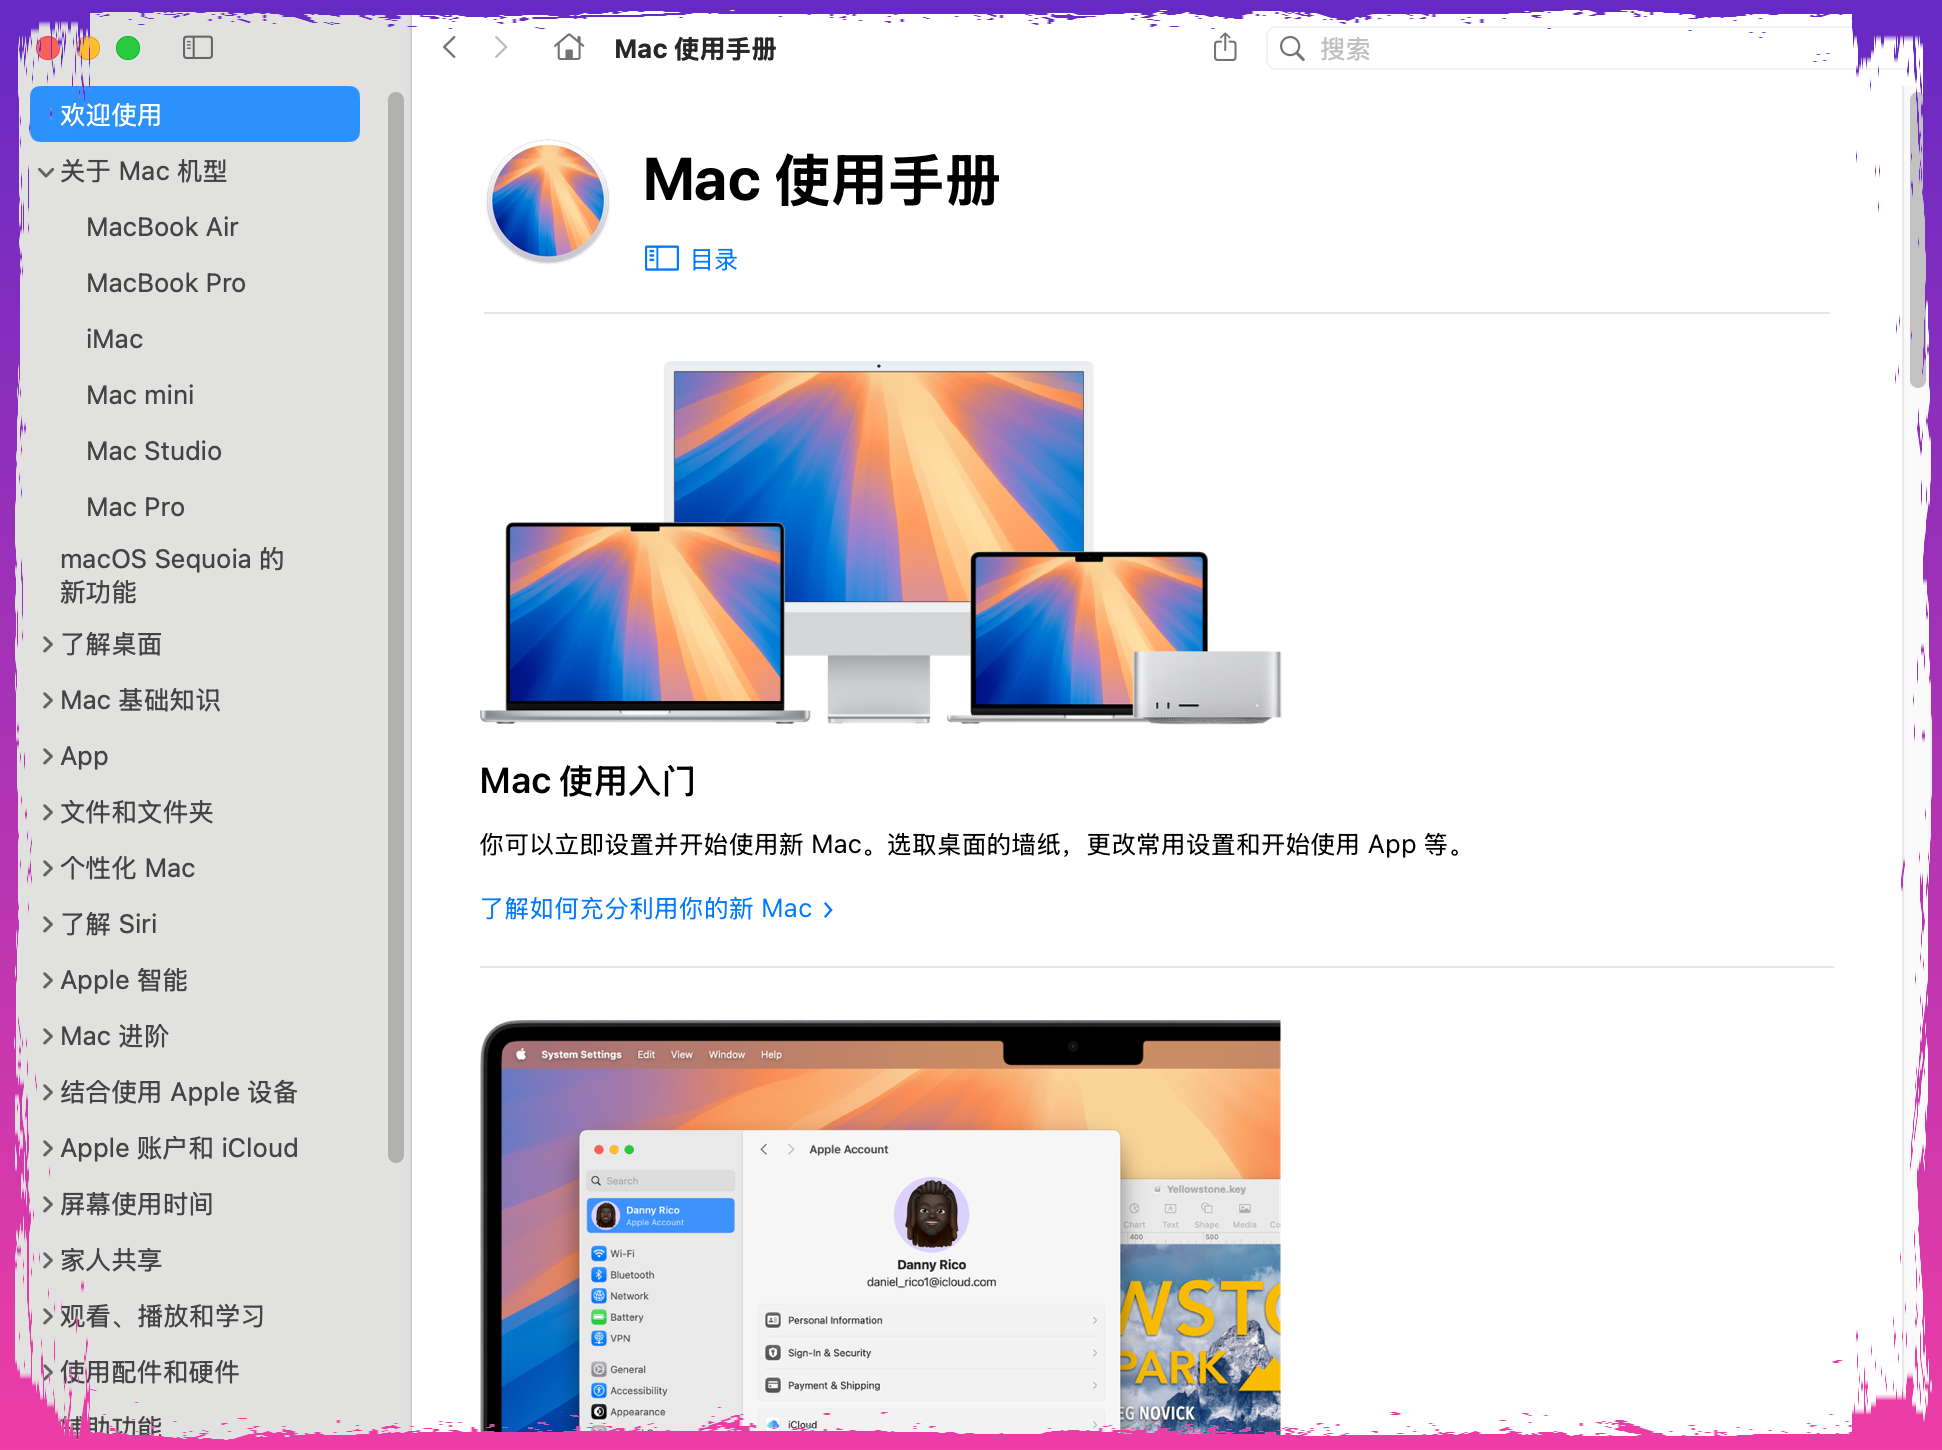 欢迎使用
关于 Mac 机型
MacBook Air
MacBook Pro
iMac
Mac mini
Mac Studio
Mac Pro
macOS Sequoia 的
新功能
了解桌面
Mac 基础知识
App
文件和文件夹
个性化 Mac
了解 Siri
Apple 智能
Mac 进阶
结合使用 Apple 设备
Apple 账户和 iCloud
屏幕使用时间
家人共享
观看、播放和学习
使用配件和硬件
辅助功能
Mac 使用手册
搜索
Mac 使用手册
目录
Mac 使用入门
你可以立即设置并开始使用新 Mac。选取桌面的墙纸，更改常用设置和开始使用 App 等。
了解如何充分利用你的新 Mac
System Settings Edit View Window Help
Search
Danny Rico
Apple Account
Wi-Fi
Bluetooth
Network
Battery
VPN
General
Accessibility
Appearance
Apple Account
Danny Rico
daniel_rico1@icloud.com
Personal Information
Sign-In & Security
Payment & Shipping
iCloud
Yellowstone.key
Chart Text Shape Media Co
400 500
WSTO
PARK
EG NOVICK